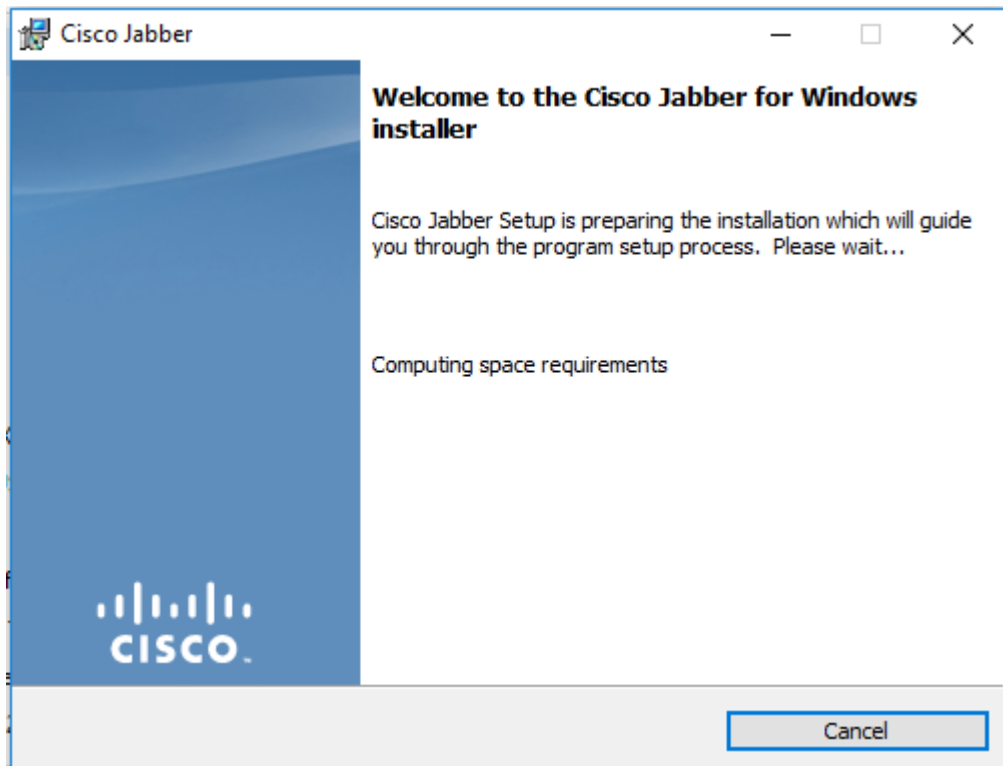 Cisco Jabber
Welcome to the Cisco Jabber for Windows
installer
Cisco Jabber Setup is preparing the installation which will guide
you through the program setup process.  Please wait...
Computing space requirements
CISCO.
Cancel